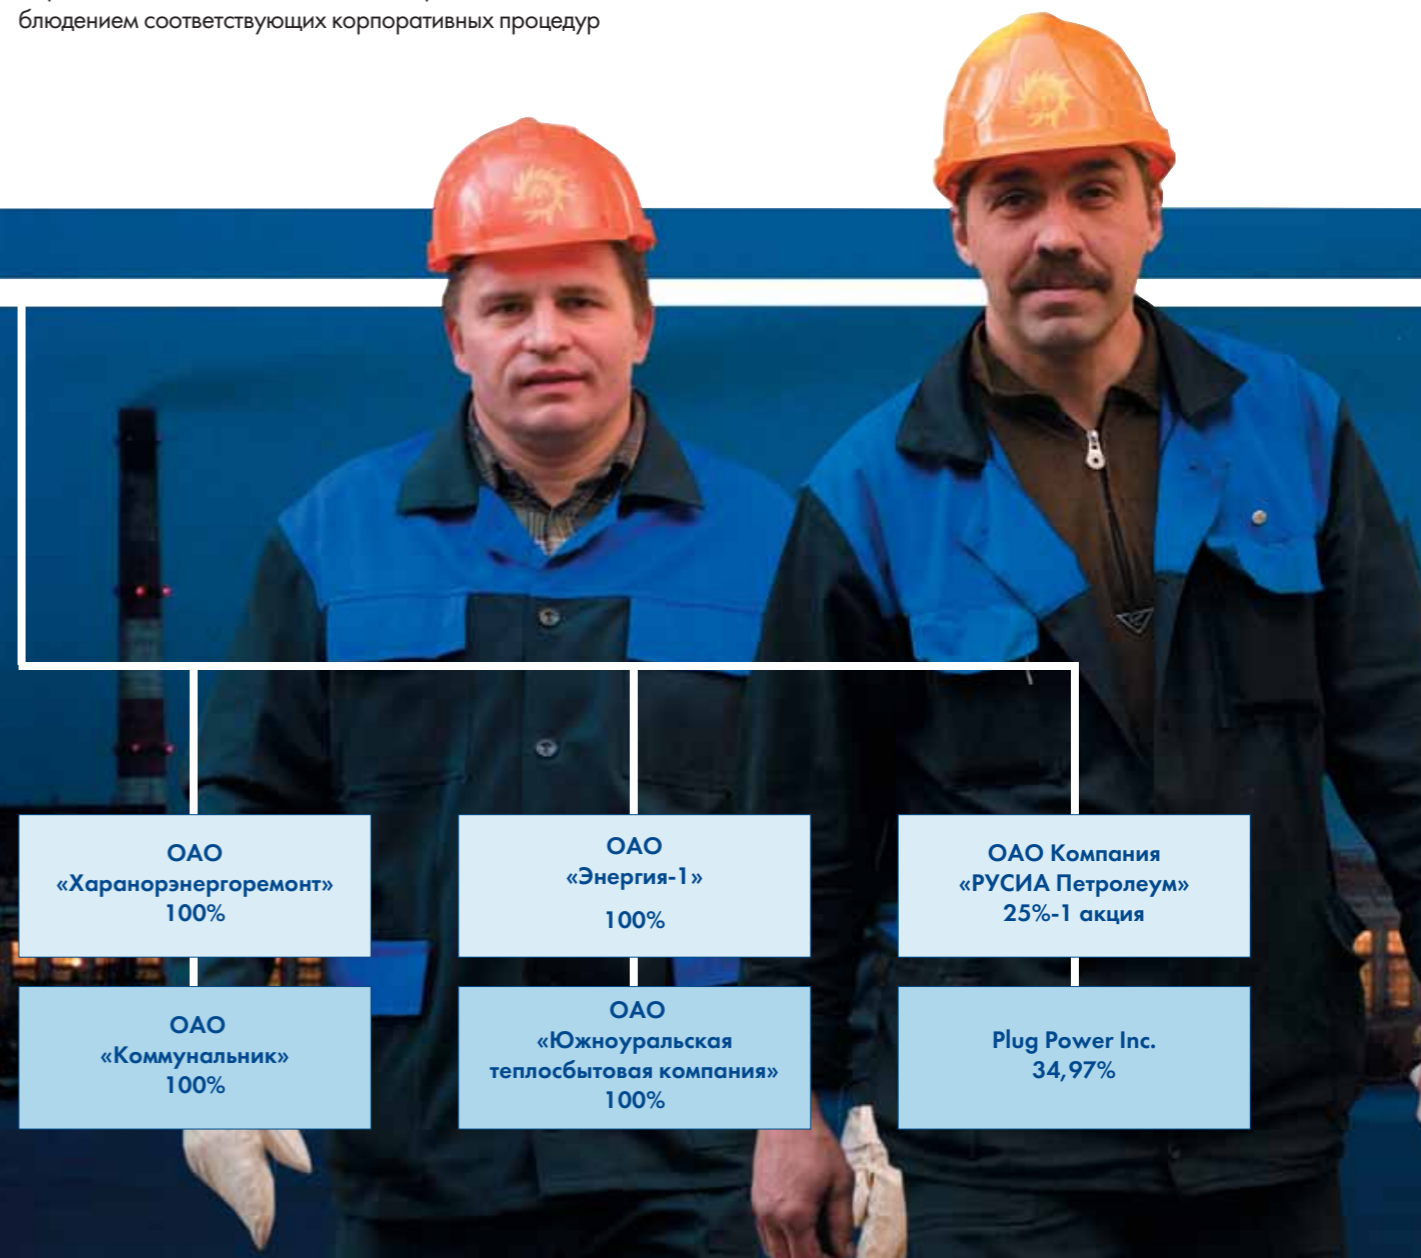 блюдением соответствующих корпоративных процедур
ОАО
«Харанорэнергоремонт»
100%
ОАО
«Энергия-1»
100%
ОАО Компания
«РУСИА Петролеум»
25%-1 акция
ОАО
«Коммунальник»
100%
ОАО
«Южноуральская
теплосбытовая компания»
100%
Plug Power Inc.
34,97%